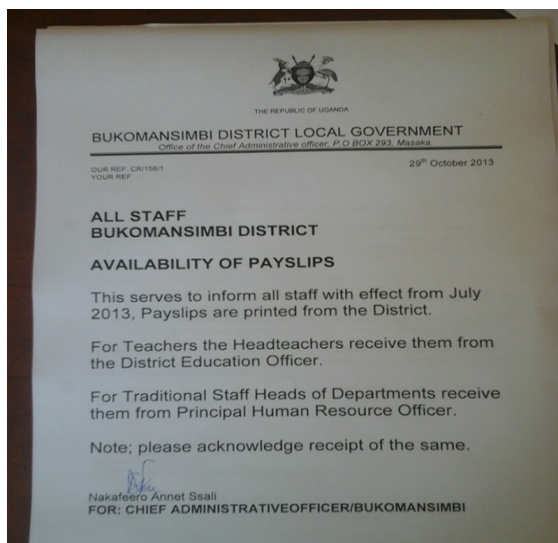 THE REPUBLIC OF UGANDA
BUKOMANSIMBI DISTRICT LOCAL GOVERNMENT
Office of the Chief Administrative officer, P.O BOX 293, Masaka
OUR REF: CR/156/1
29th October 2013
YOUR REF
ALL STAFF
BUKOMANSIMBI DISTRICT
AVAILABILITY OF PAYSLIPS
This serves to inform all staff with effect from July
2013, Payslips are printed from the District.
For Teachers the Headteachers receive them from
the District Education Officer.
For Traditional Staff Heads of Departments receive
them from Principal Human Resource Officer.
Note; please acknowledge receipt of the same.
Nakafeero Annet Ssali
FOR: CHIEF ADMINISTRATIVEOFFICER/BUKOMANSIMBI